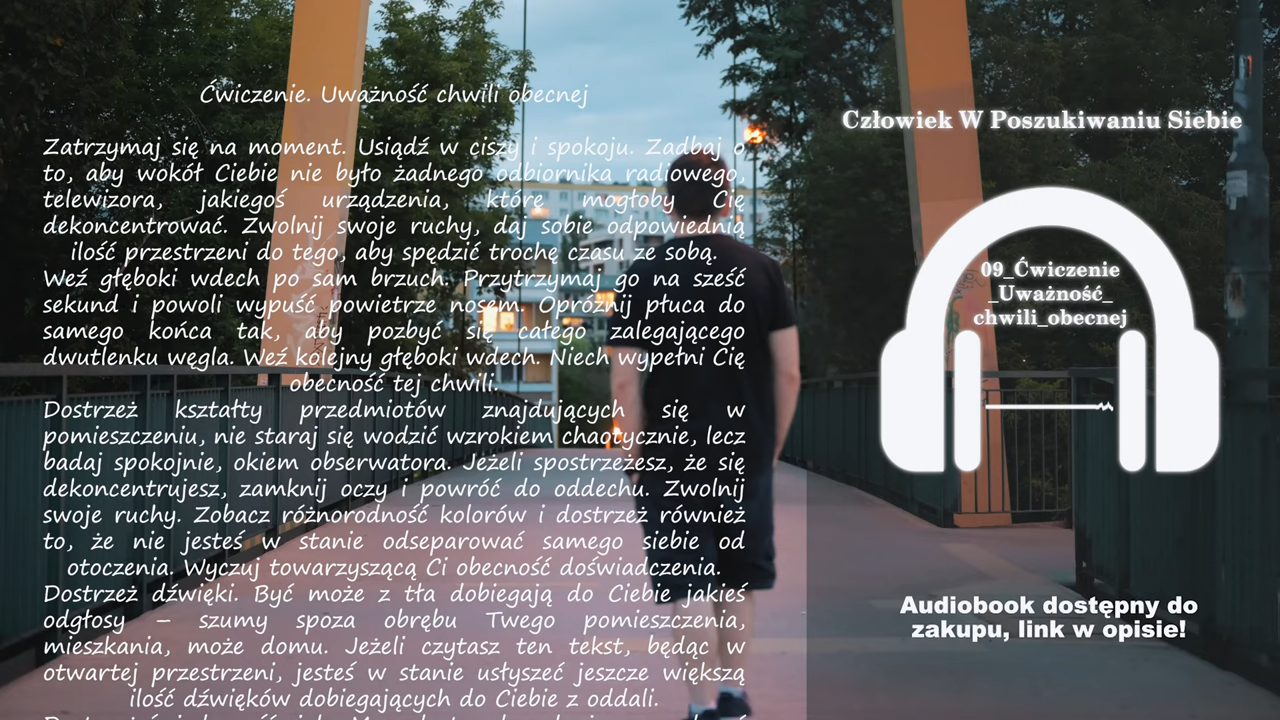 Ćwiczenie. Uważność chwili obecnej
Zatrzymaj się na moment. Usiądź w ciszy i spokoju. Zadbaj o
to, aby wokół Ciebie nie było żadnego odbiornika radiowego,
telewizora, jakiegoś urządzenia, które mogłoby Cię
dekoncentrować. Zwolnij swoje ruchy, daj sobie odpowiednią
ilość przestrzeni do tego, aby spędzić trochę czasu ze sobą.
Weź głęboki wdech po sam brzuch. Przytrzymaj go na sześć
sekund i powoli wypuść powietrze nosem. Opróżnij płuca do
samego końca tak, aby pozbyć się całego zalegającego
dwutlenku węgla. Weź kolejny głęboki wdech. Niech wypełni Cię
obecność tej chwili.
Dostrzeż kształty przedmiotów znajdujących się w
pomieszczeniu, nie staraj się wodzić wzrokiem chaotycznie, lecz
badaj spokojnie, okiem obserwatora. Jeżeli spostrzeżesz, że się
dekoncentrujesz, zamknij oczy i powróć do oddechu. Zwolnij
swoje ruchy. Zobacz różnorodność kolorów i dostrzeż również
to, że nie jesteś w stanie odseparować samego siebie od
otoczenia. Wyczuj towarzyszącą Ci obecność doświadczenia.
Dostrzeż dźwięki. Być może z tła dobiegają do Ciebie jakieś
odgłosy – szumy spoza obrębu Twego pomieszczenia,
mieszkania, może domu. Jeżeli czytasz ten tekst, będąc w
otwartej przestrzeni, jesteś w stanie usłyszeć jeszcze większą
ilość dźwięków dobiegających do Ciebie z oddali.
Człowiek W Poszukiwaniu Siebie
09_Ćwiczenie
_Uważność_
chwili_obecnej
Audiobook dostępny do
zakupu, link w opisie!